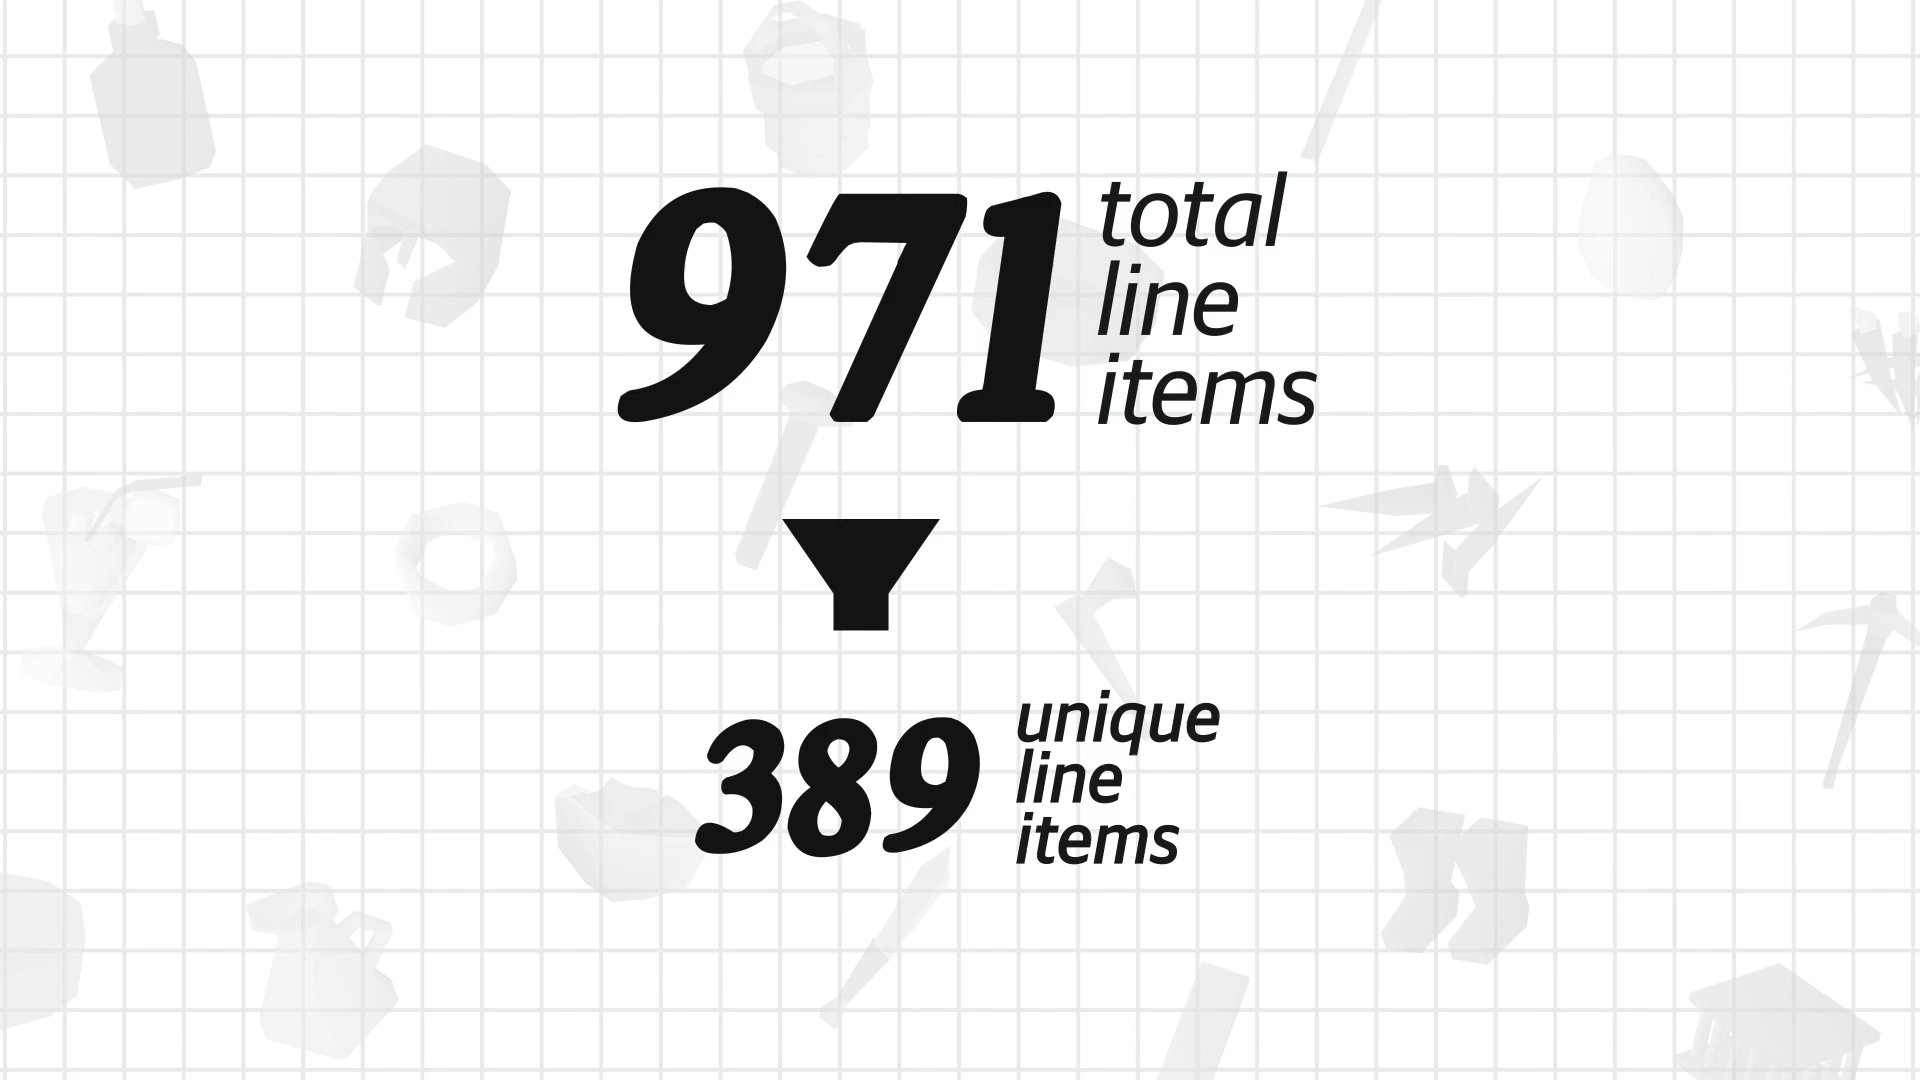 971 total
line
items
389 unique
line
items